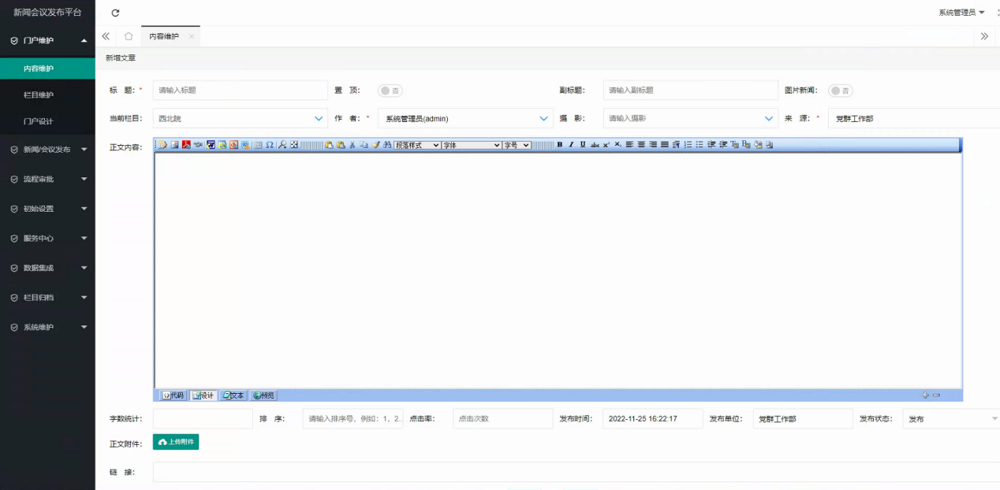 新闻会议发布平台
系统管理员
门户维护
内容维护
内容维护
新增文章
栏目维护
门户设计
新闻/会议发布
流程审批
初始设置
服务中心
数据集成
栏目归档
系统维护
标 题: *
请输入标题
置 顶:
否
副标题:
请输入副标题
图片新闻:
否
当前栏目:
西北院
作 者: *
系统管理员(admin)
摄 影:
请输入摄影
来 源: *
党群工作部
正文内容:
段落样式
字体
字号
代码
设计
文本
预览
字数统计:
排 序:
请输入排序号，例如：1，2..
点击率:
点击次数
发布时间:
2022-11-25 16:22:17
发布单位:
党群工作部
发布状态:
发布
正文附件:
上传附件
链 接: